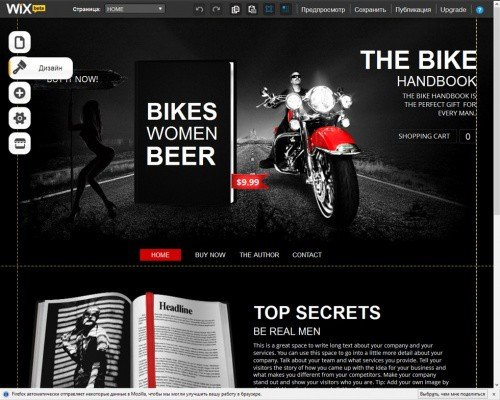 WiX beta
Страница: HOME
Предпросмотр
Сохранить
Публикация
Upgrade
Дизайн
BUY IT NOW!
BIKES
WOMEN
BEER
$9.99
THE BIKE
HANDBOOK
THE BIKE HANDBOOK IS
THE PERFECT GIFT FOR
EVERY MAN.
SHOPPING CART 0
HOME
BUY NOW
THE AUTHOR
CONTACT
Headline
TOP SECRETS
BE REAL MEN
This is a great space to write long text about your company and your
services. You can use this space to go into a little more detail about your
company. Talk about your team and what services you provide. Tell your
visitors the story of how you came up with the idea for your business and
what makes you different from your competitors. Make your company
stand out and show your visitors who you are. Tip: Add your own image by
Firefox автоматически отправляет некоторые данные в Mozilla, чтобы мы могли улучшить вашу работу в браузере.
Выбрать, чем мне поделиться